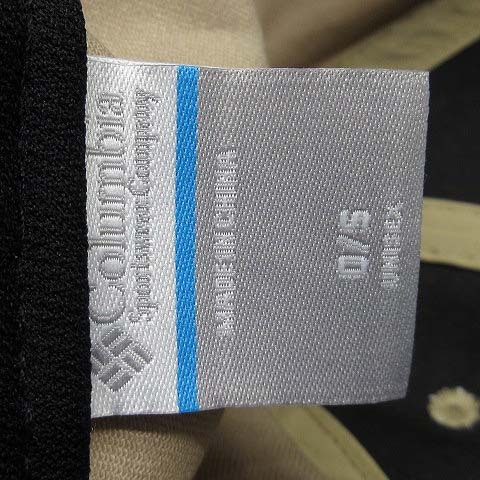 Columbia
Sportswear Company
MADE IN CHINA
O/S
UNISEX